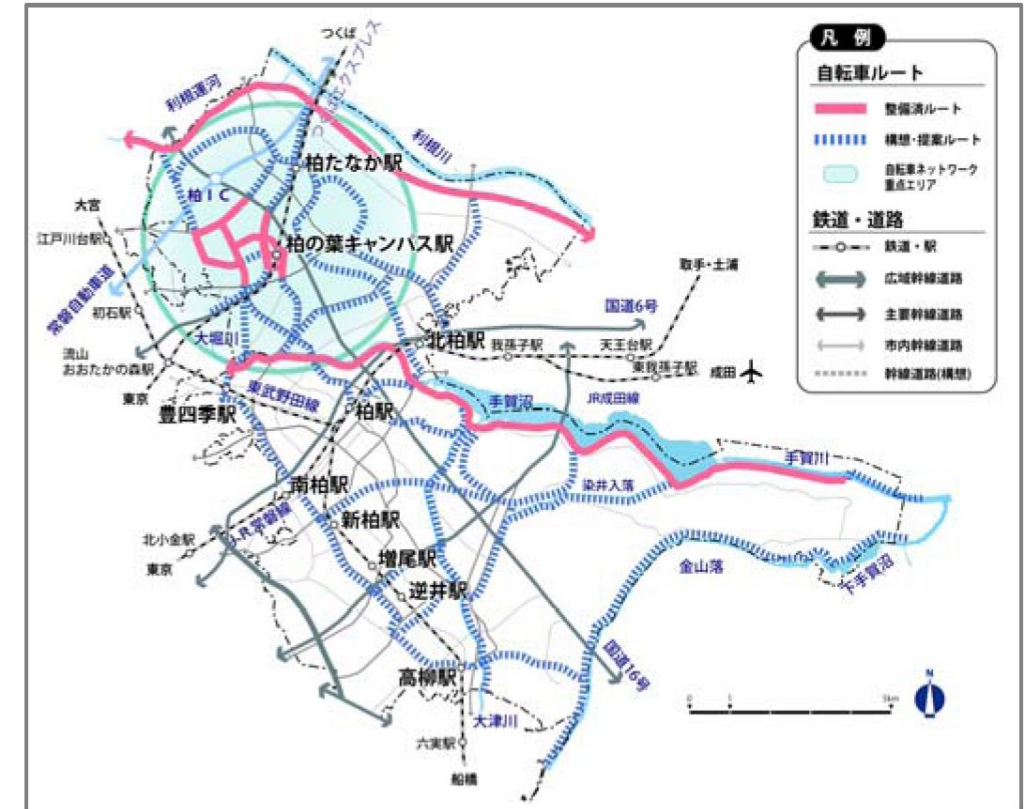 つくば
つくばエクスプレス
利根運河
利根川
柏たなか駅
柏ＩＣ
大宮
江戸川台駅
柏の葉キャンパス駅
常磐自動車道
初石駅
取手・土浦
国道6号
大堀川
北柏駅
我孫子駅
天王台駅
流山
おおたかの森駅
東我孫子駅
成田
東京
東武野田線
手賀沼
JR成田線
豊四季駅
柏駅
手賀川
南柏駅
染井入落
新柏駅
JR常磐線
北小金駅
東京
増尾駅
金山落
下手賀沼
逆井駅
国道16号
高柳駅
大津川
六実駅
船橋
凡 例
自転車ルート
整備済ルート
構想・提案ルート
自転車ネットワーク
重点エリア
鉄道・道路
鉄道・駅
広域幹線道路
主要幹線道路
市内幹線道路
幹線道路(構想)
N
0 1